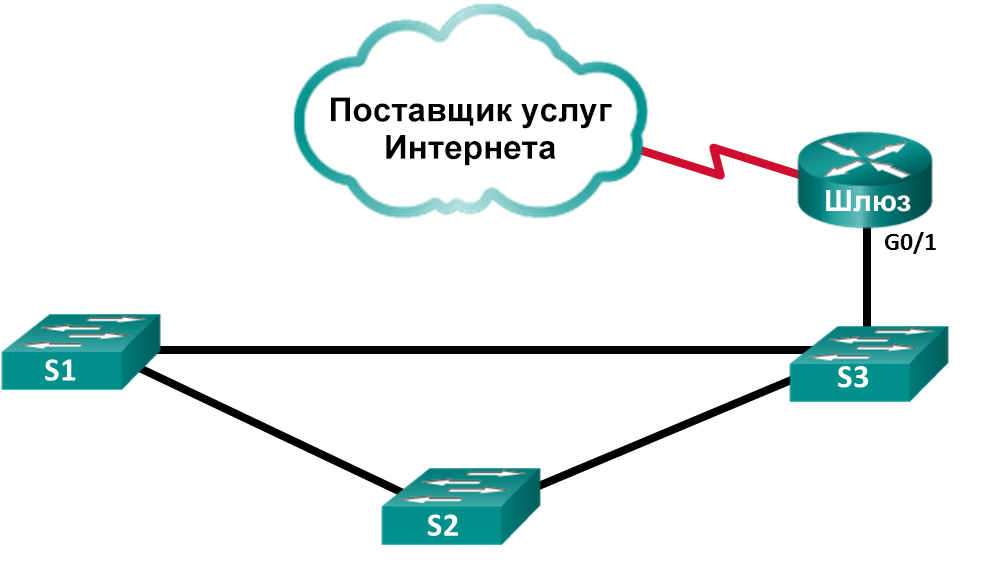 Поставщик услуг
Интернета
Шлюз
G0/1
S1
S3
S2